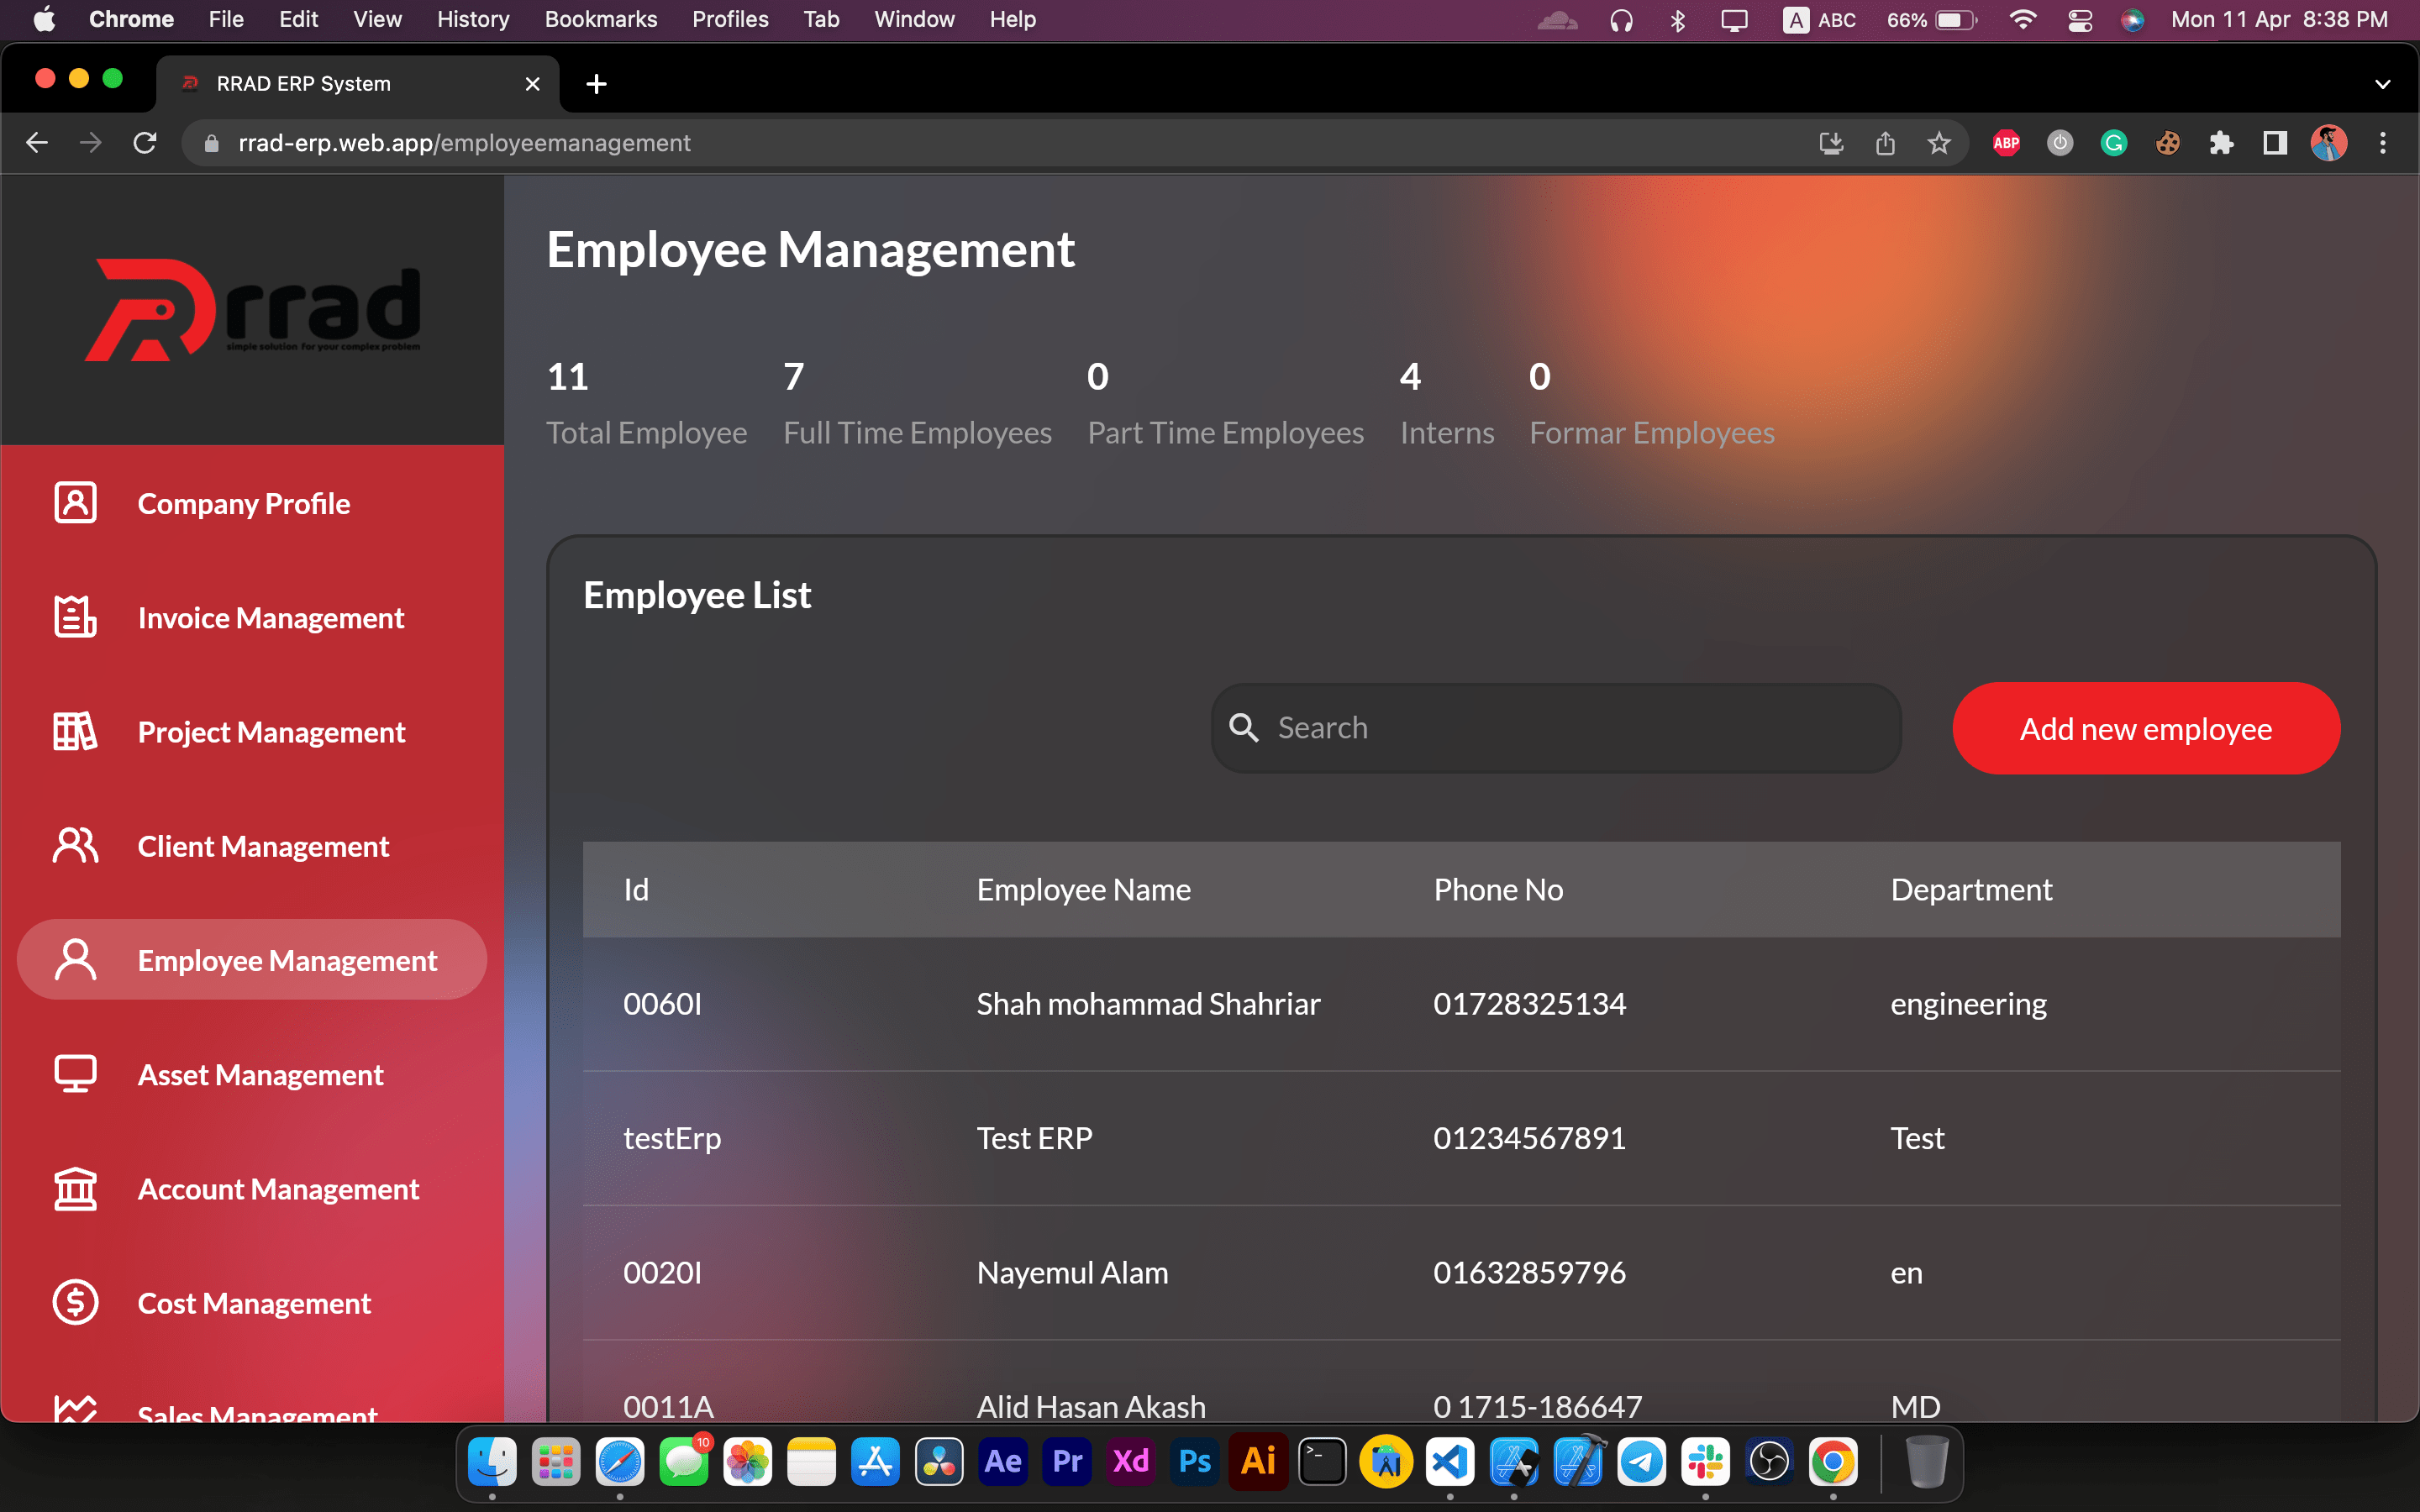 Chrome File Edit View History Bookmarks Profiles Tab Window Help A ABC 66% Mon 11 Apr 8:38 PM
RRAD ERP System
rrad-erp.web.app/employeemanagement ABP G
rrad
simple solution for your complex problem
Company Profile
Invoice Management
Project Management
Client Management
Employee Management
Asset Management
Account Management
Cost Management
Sales Management
Employee Management
11 7 0 4 0
Total Employee Full Time Employees Part Time Employees Interns Formar Employees
Employee List
Search Add new employee
Id Employee Name Phone No Department
0060I Shah mohammad Shahriar 01728325134 engineering
testErp Test ERP 01234567891 Test
0020I Nayemul Alam 01632859796 en
0011A Alid Hasan Akash 0 1715-186647 MD
10
Ae Pr Xd Ps Ai >_